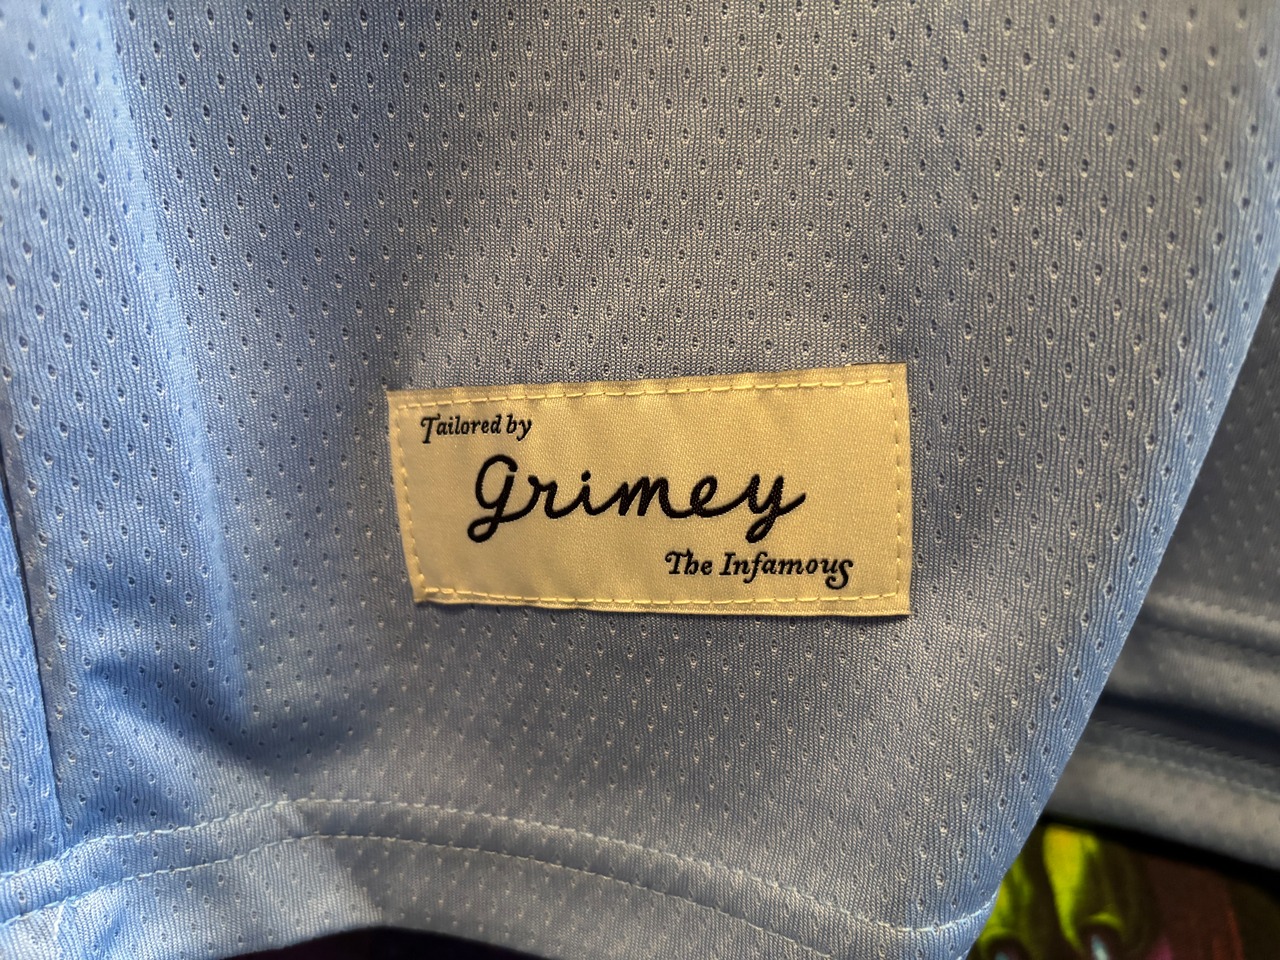 Tailored by
grimey
The Infamous